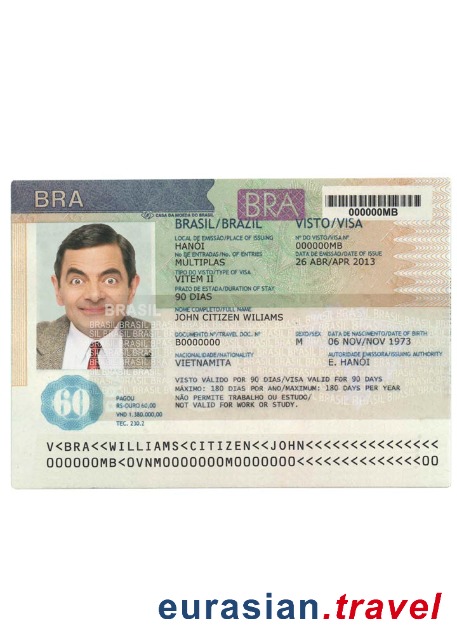 BRA
CASA DA MOEDA DO BRASIL
BRA
000000MB
BRASIL/BRAZIL VISTO/VISA
LOCAL DE EMISSÃO/PLACE OF ISSUING Nº DO VISTO/VISA Nº
HANÓI 000000MB
Nº DE ENTRADAS/NO. OF ENTRIES DATA DE EMISSÃO/DATE OF ISSUE
MÚLTIPLAS 26 ABR/APR 2013
TIPO DO VISTO/TYPE OF VISA
VITEM II
PRAZO DE ESTADA/DURATION OF STAY
90 DIAS
NOME COMPLETO/FULL NAME
JOHN CITIZEN WILIAMS
DOCUMENTO Nº/TRAVEL DOC. Nº SEXO/SEX DATA DE NASCIMENTO/DATE OF BIRTH
B0000000 M 06 NOV/NOV 1973
NACIONALIDADE/NATIONALITY AUTORIDADE EMISSORA/ISSUING AUTHORITY
VIETNAMITA E. HANÓI
BRASIL
60
PAGOU
R$-OURO 60,00
VND 1.380.000,00
TEC. 230.2
VISTO VÁLIDO POR 90 DIAS/VISA VALID FOR 90 DAYS
MÁXIMO: 180 DIAS POR ANO/MAXIMUM: 180 DAYS PER YEAR
NÃO PERMITE TRABALHO OU ESTUDO/
NOT VALID FOR WORK OR STUDY.
V<BRA<<WILLIAMS<CITIZEN<<JOHN<<<<<<<<<<<<<<<
000000MB<0VNM0000000M0000000<<<<<<<<<<<<<<00
eurasian.travel